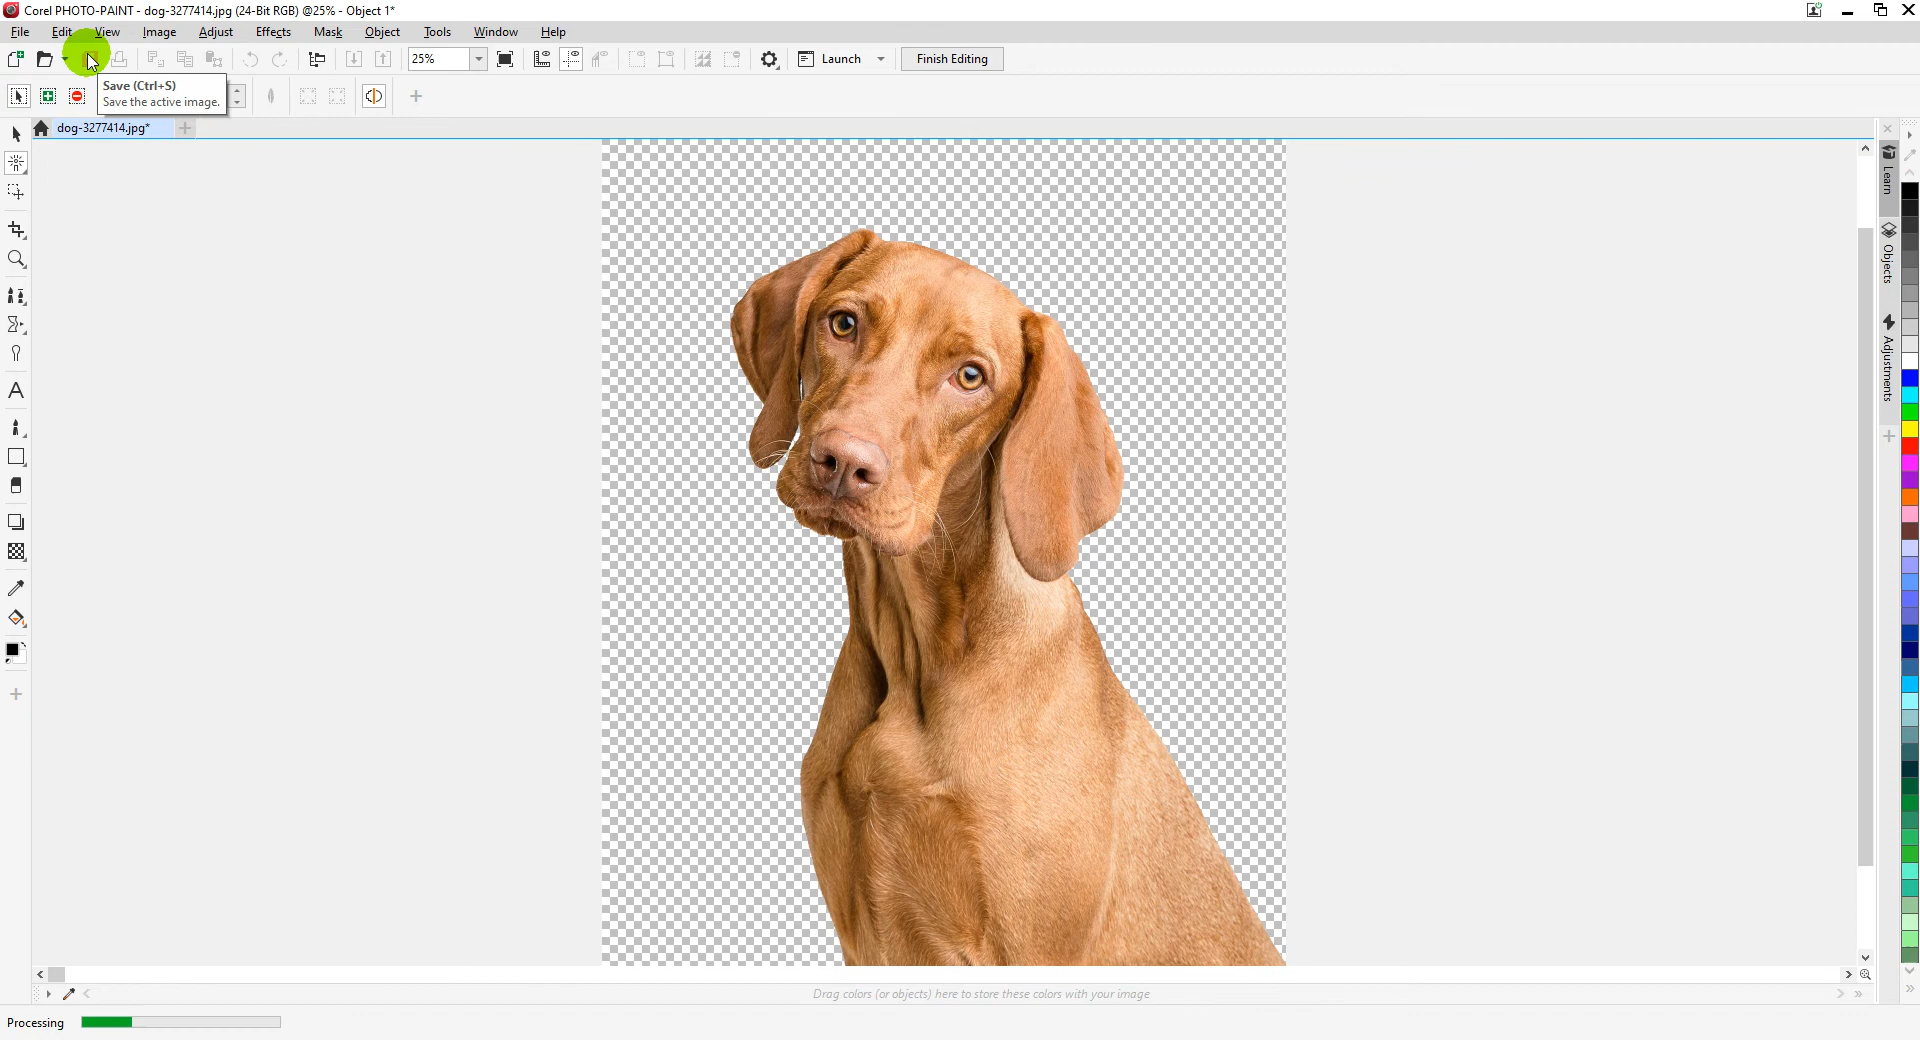 Corel PHOTO-PAINT - dog-3277414.jpg (24-Bit RGB) @25% - Object 1*
File Edit View Image Adjust Effects Mask Object Tools Window Help
25% Launch Finish Editing
Save (Ctrl+S)
Save the active image.
dog-3277414.jpg*
Learn
Objects
Adjustments
Drag colors (or objects) here to store these colors with your image
Processing